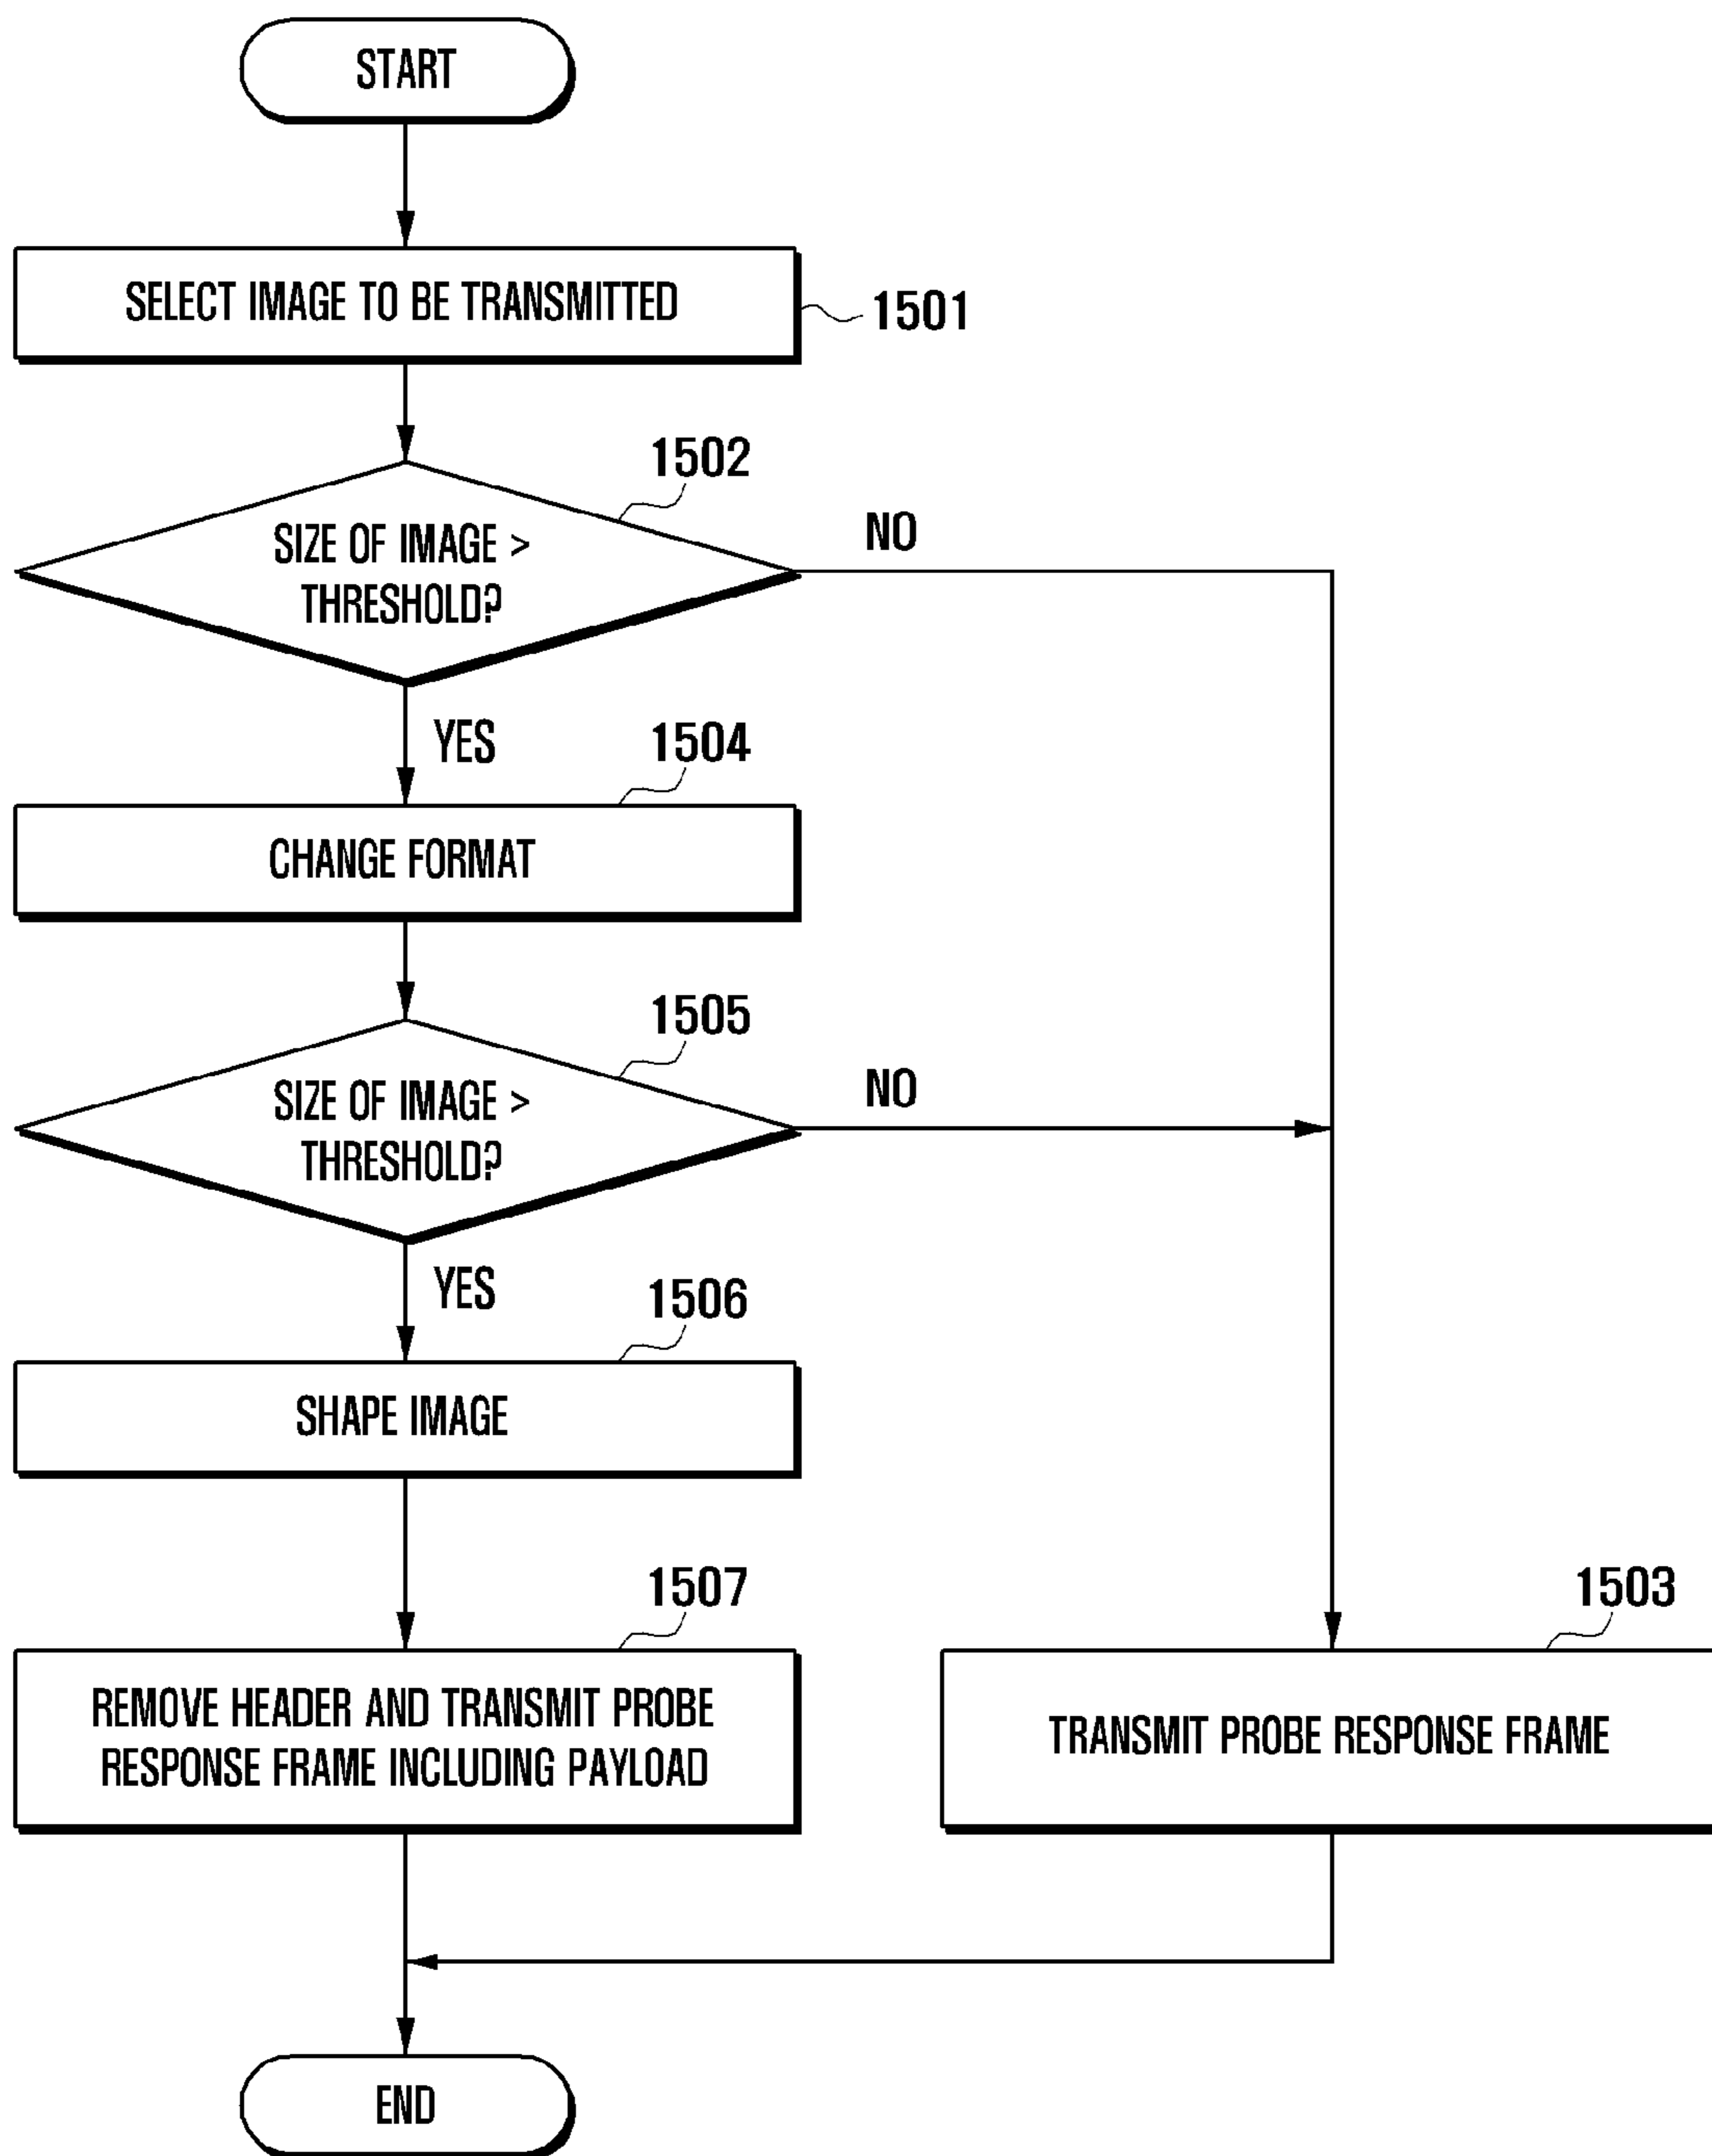 START
SELECT IMAGE TO BE TRANSMITTED
1501
1502
SIZE OF IMAGE >
THRESHOLD?
NO
YES
1504
CHANGE FORMAT
1505
SIZE OF IMAGE >
THRESHOLD?
NO
YES
1506
SHAPE IMAGE
1507
REMOVE HEADER AND TRANSMIT PROBE
RESPONSE FRAME INCLUDING PAYLOAD
1503
TRANSMIT PROBE RESPONSE FRAME
END